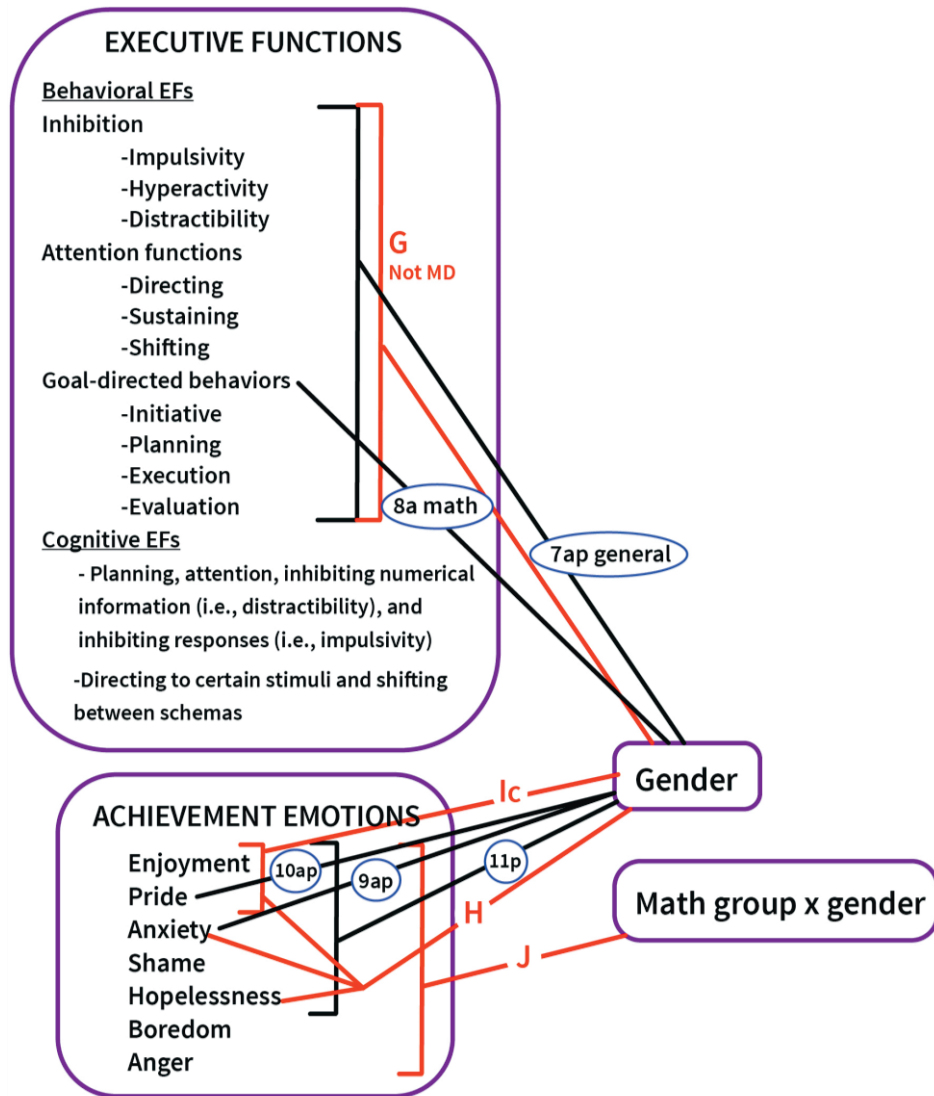 EXECUTIVE FUNCTIONS
Behavioral EFs
Inhibition
-Impulsivity
-Hyperactivity
-Distractibility
Attention functions
-Directing
-Sustaining
-Shifting
Goal-directed behaviors
-Initiative
-Planning
-Execution
-Evaluation
Cognitive EFs
- Planning, attention, inhibiting numerical
information (i.e., distractibility), and
inhibiting responses (i.e., impulsivity)
-Directing to certain stimuli and shifting
between schemas
G
Not MD
8a math
7ap general
Gender
Math group x gender
ACHIEVEMENT EMOTIONS
Enjoyment
Pride
Anxiety
Shame
Hopelessness
Boredom
Anger
Ic
10ap
9ap
11p
H
J